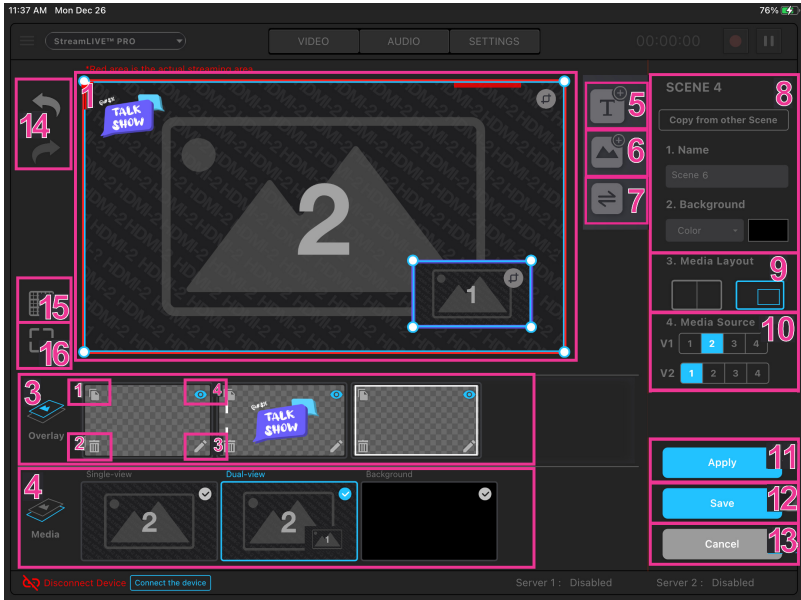 11:37 AM Mon Dec 26
76%
StreamLIVE™ PRO
VIDEO
AUDIO
SETTINGS
00:00:00
*Red area is the actual streaming area
1
@#$X
TALK
SHOW
2
1
14
15
16
T
5
6
7
SCENE 4
8
Copy from other Scene
1. Name
Scene 6
2. Background
Color
3. Media Layout
9
4. Media Source
10
V1 1 2 3 4
V2 1 2 3 4
3
Overlay
1
4
2
3
@#$X
TALK
SHOW
4
Media
Single-view
Dual-view
Background
2
2
1
Apply
11
Save
12
Cancel
13
Disconnect Device
Connect the device
Server 1 : Disabled
Server 2 : Disabled